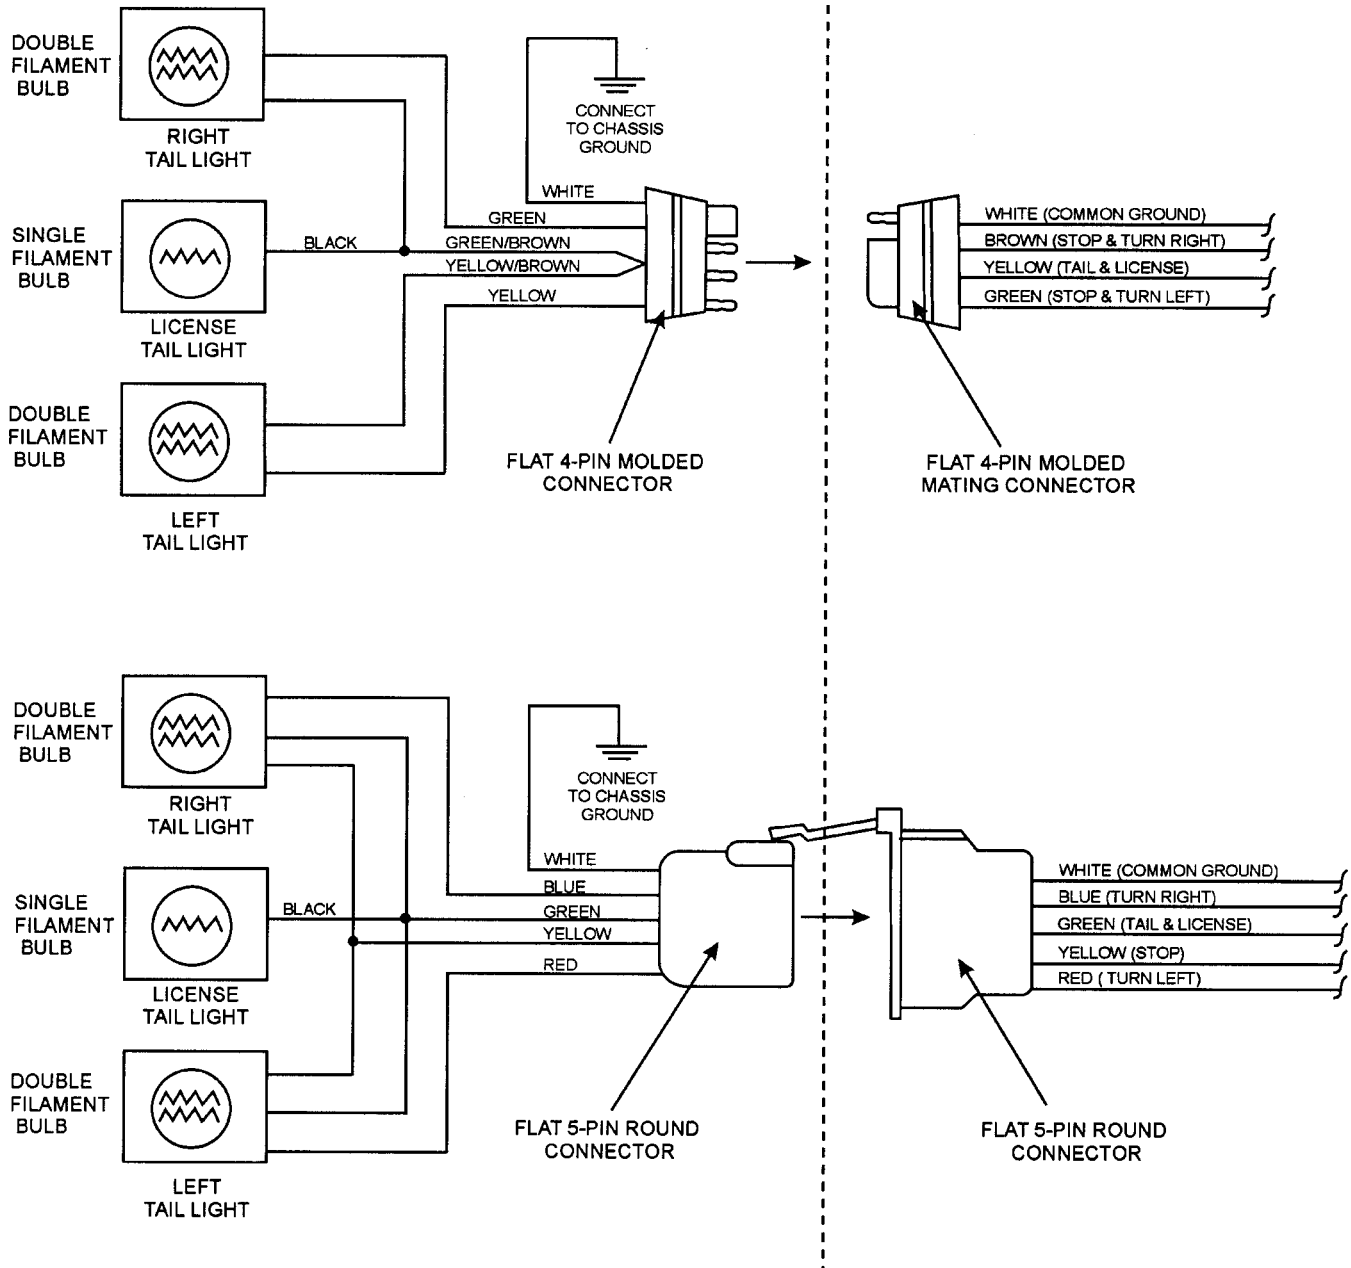 DOUBLE
FILAMENT
BULB
RIGHT
TAIL LIGHT
SINGLE
FILAMENT
BULB
BLACK
LICENSE
TAIL LIGHT
DOUBLE
FILAMENT
BULB
LEFT
TAIL LIGHT
CONNECT
TO CHASSIS
GROUND
WHITE
GREEN
GREEN/BROWN
YELLOW/BROWN
YELLOW
FLAT 4-PIN MOLDED
CONNECTOR
WHITE (COMMON GROUND)
BROWN (STOP & TURN RIGHT)
YELLOW (TAIL & LICENSE)
GREEN (STOP & TURN LEFT)
FLAT 4-PIN MOLDED
MATING CONNECTOR
DOUBLE
FILAMENT
BULB
RIGHT
TAIL LIGHT
SINGLE
FILAMENT
BULB
BLACK
LICENSE
TAIL LIGHT
DOUBLE
FILAMENT
BULB
LEFT
TAIL LIGHT
CONNECT
TO CHASSIS
GROUND
WHITE
BLUE
GREEN
YELLOW
RED
FLAT 5-PIN ROUND
CONNECTOR
WHITE (COMMON GROUND)
BLUE (TURN RIGHT)
GREEN (TAIL & LICENSE)
YELLOW (STOP)
RED ( TURN LEFT)
FLAT 5-PIN ROUND
CONNECTOR